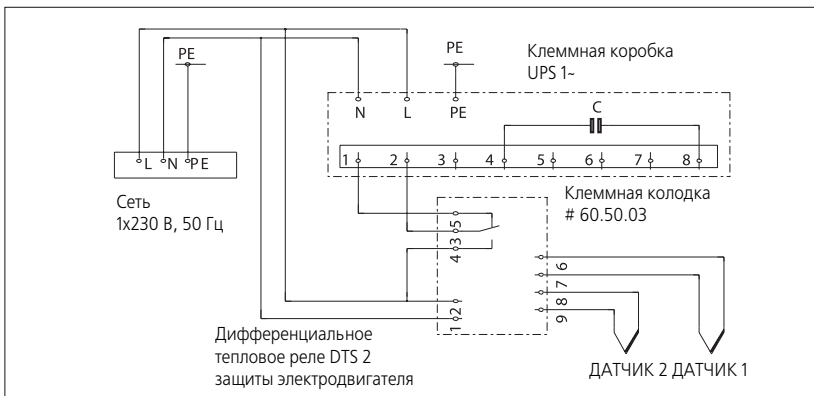 PE
PE
Клеммная коробка
UPS 1~
N L PE
C
L N PE
1 2 3 4 5 6 7 8
Сеть
1x230 В, 50 Гц
Клеммная колодка
# 60.50.03
5
3
4
6
7
2
8
1
9
Дифференциальное
тепловое реле DTS 2
защиты электродвигателя
ДАТЧИК 2 ДАТЧИК 1